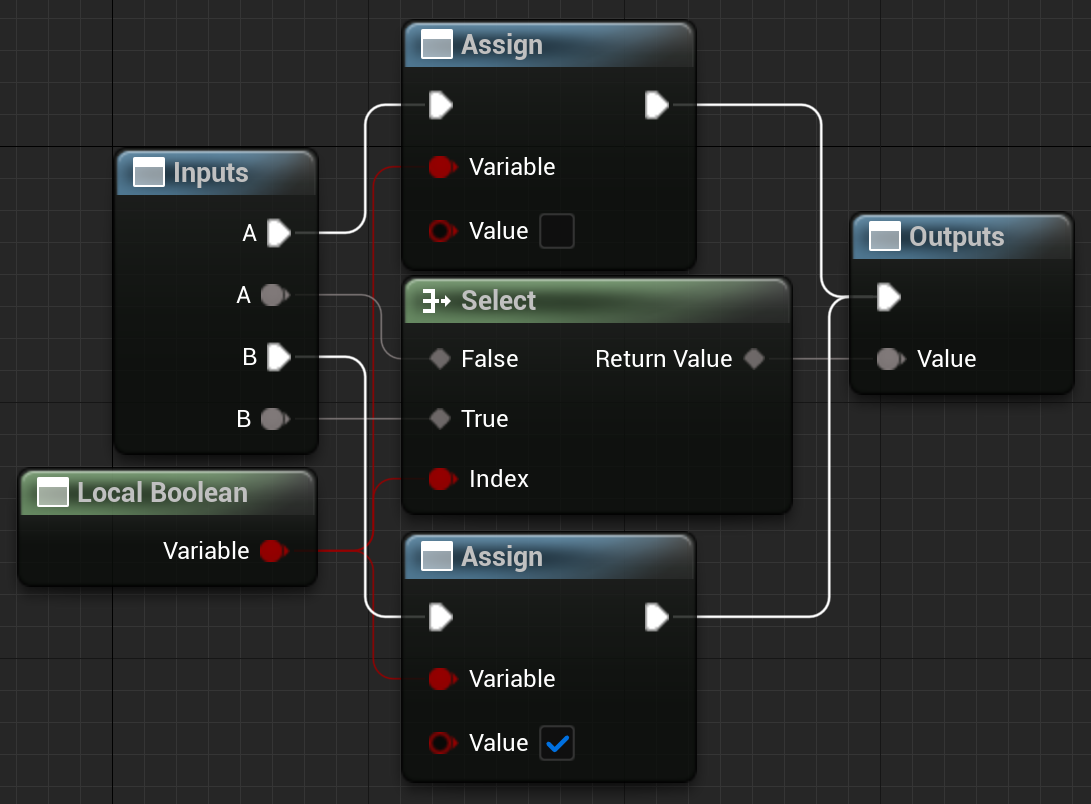 Assign
Variable
Value
Inputs
A
A
B
B
Select
False
Return Value
True
Index
Outputs
Value
Local Boolean
Variable
Assign
Variable
Value